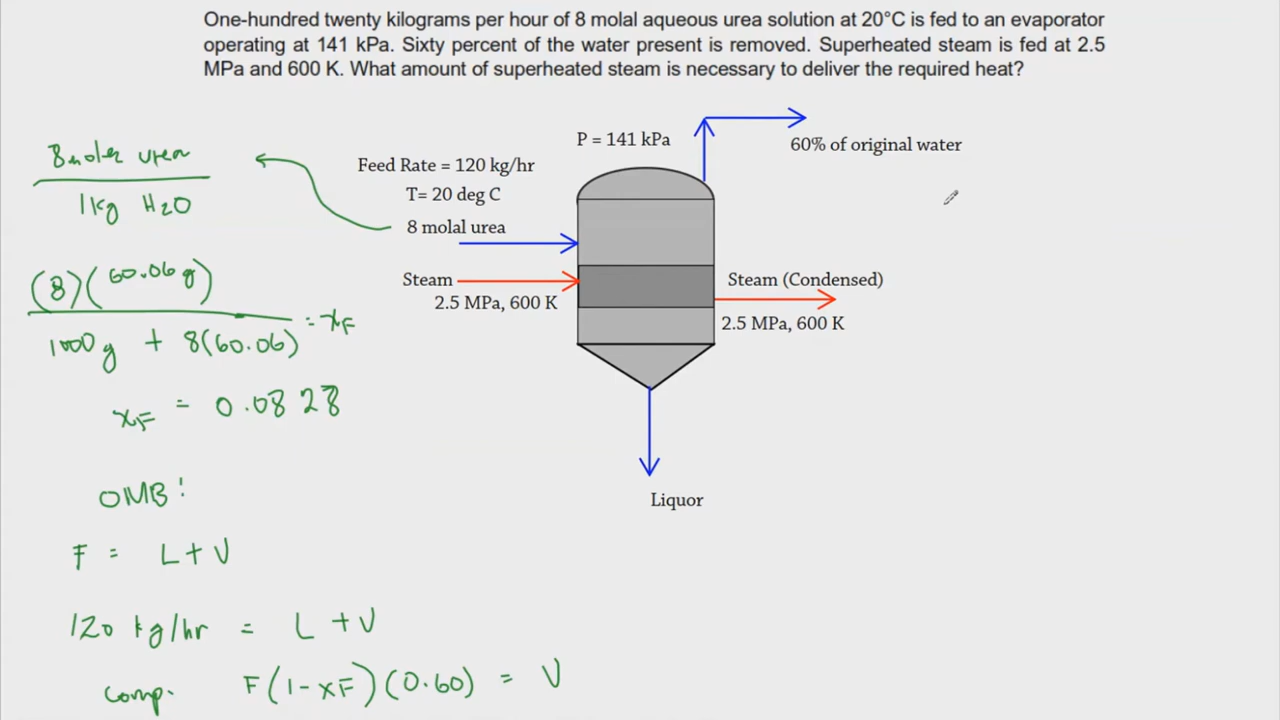 One-hundred twenty kilograms per hour of 8 molal aqueous urea solution at 20°C is fed to an evaporator
operating at 141 kPa. Sixty percent of the water present is removed. Superheated steam is fed at 2.5
MPa and 600 K. What amount of superheated steam is necessary to deliver the required heat?
P = 141 kPa
60% of original water
Feed Rate = 120 kg/hr
T= 20 deg C
8 molal urea
Steam
2.5 MPa, 600 K
Steam (Condensed)
2.5 MPa, 600 K
Liquor
8 moles urea
1 kg H2O
(8)(60.06 g)
1000 g + 8(60.06)
= xF
xF = 0.0828
OMB:
F = L + V
120 kg/hr = L + V
Comp. F(1-xF)(0.60) = V